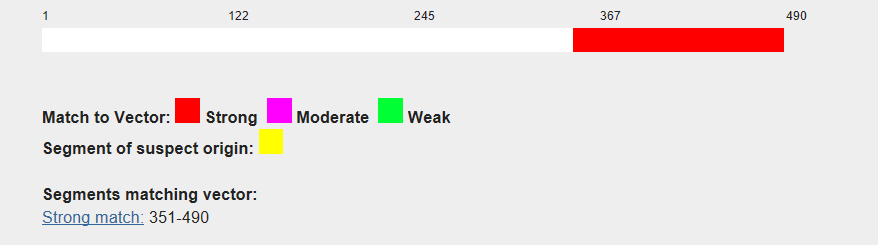 1 122 245 367 490
Match to Vector: Strong Moderate Weak
Segment of suspect origin:
Segments matching vector:
Strong match: 351-490